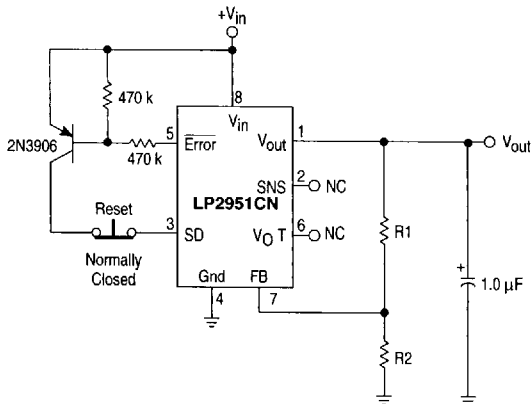 +Vin
470 k
8
Vin
2N3906
470 k
5
Error
Vout
1
Vout
SNS
2
NC
LP2951CN
Reset
3
SD
VO T
6
NC
R1
Normally
Closed
Gnd
FB
4
7
+
1.0 μF
R2